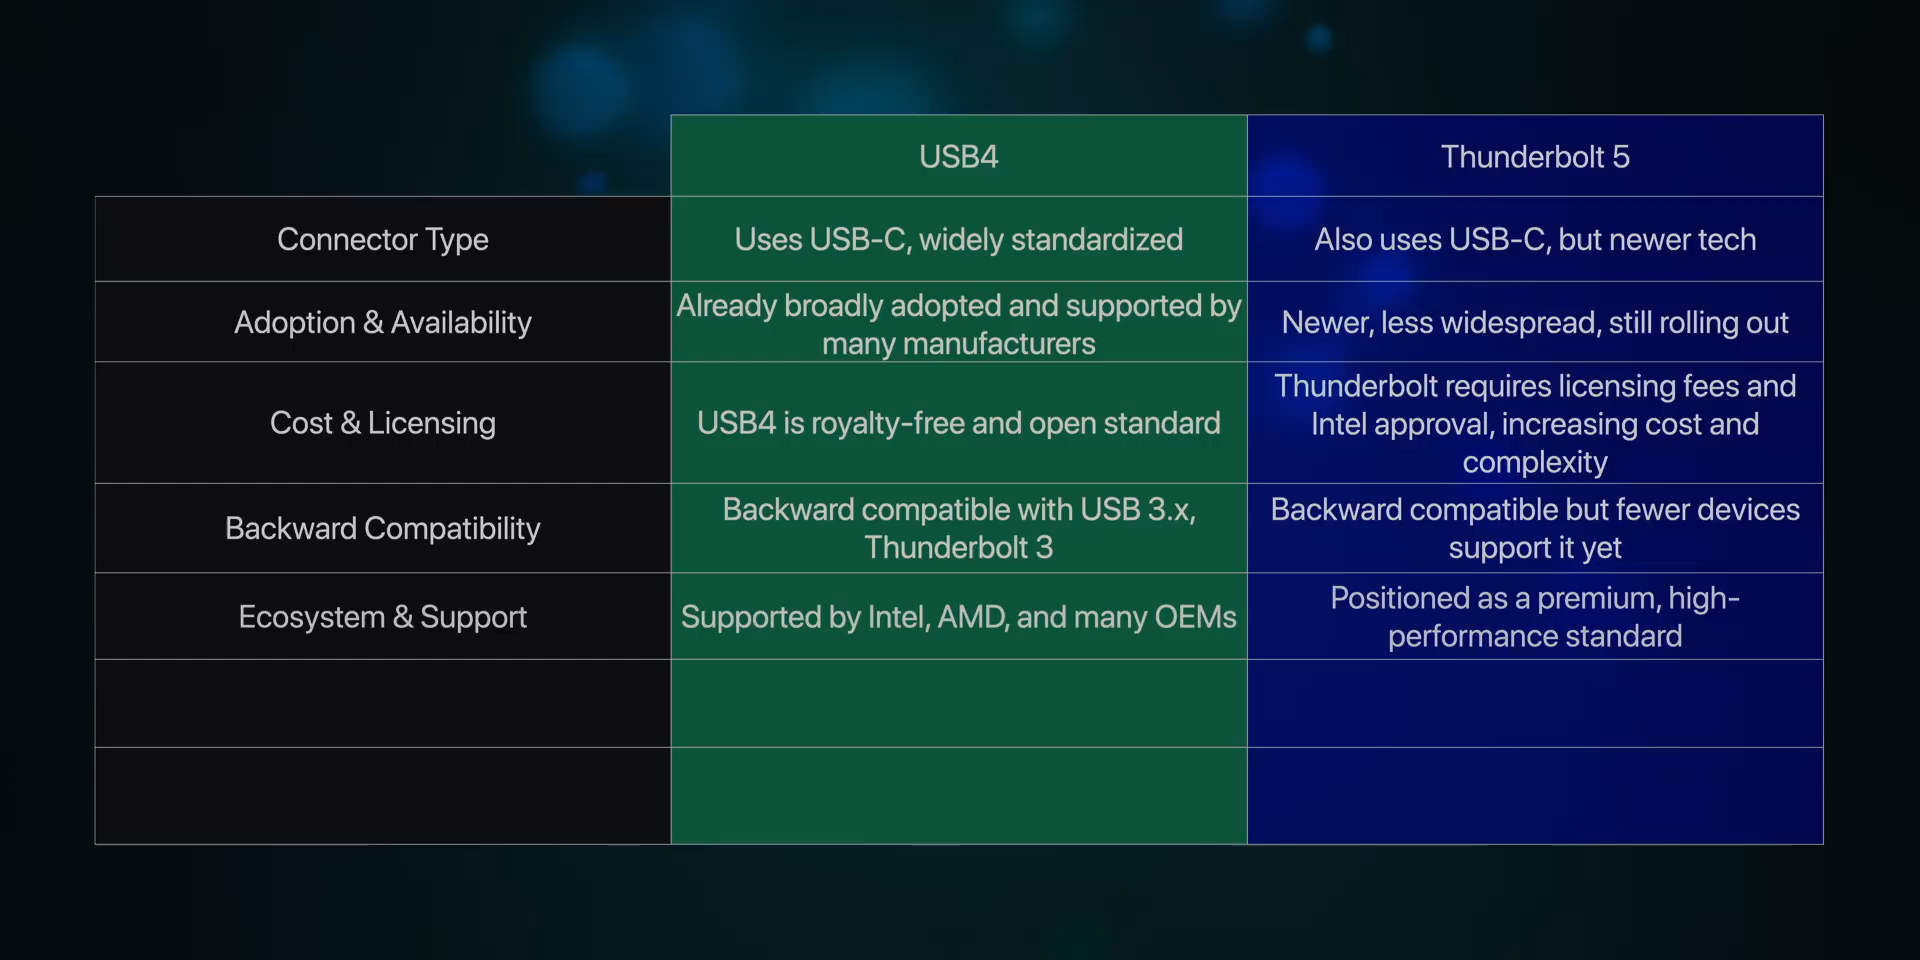 USB4
Thunderbolt 5
Connector Type
Uses USB-C, widely standardized
Also uses USB-C, but newer tech
Adoption & Availability
Already broadly adopted and supported by
many manufacturers
Newer, less widespread, still rolling out
Cost & Licensing
USB4 is royalty-free and open standard
Thunderbolt requires licensing fees and
Intel approval, increasing cost and
complexity
Backward Compatibility
Backward compatible with USB 3.x,
Thunderbolt 3
Backward compatible but fewer devices
support it yet
Ecosystem & Support
Supported by Intel, AMD, and many OEMs
Positioned as a premium, high-
performance standard